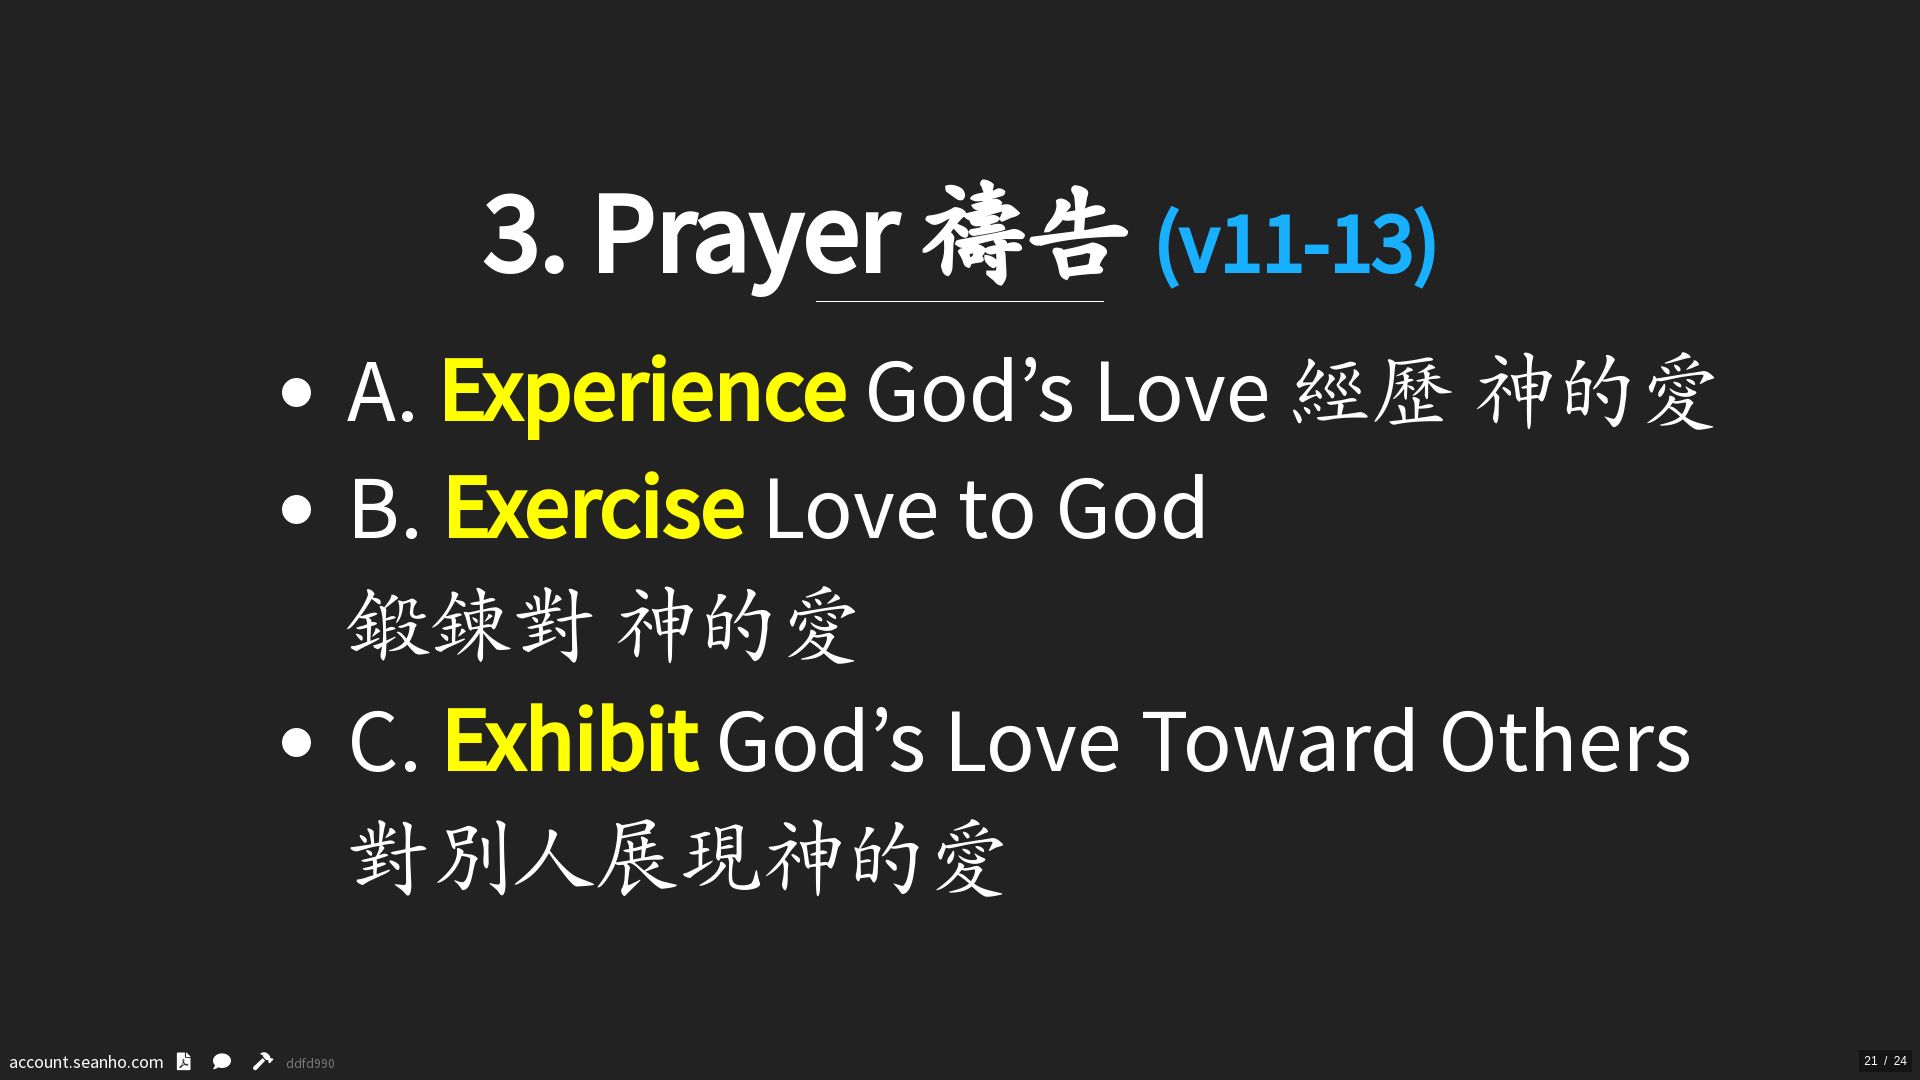 3. Prayer 禱告 (v11-13)
• A. Experience God’s Love 經歷 神的愛
• B. Exercise Love to God
鍛鍊對 神的愛
• C. Exhibit God’s Love Toward Others
對別人展現神的愛
account.seanho.com ddfd990
21 / 24